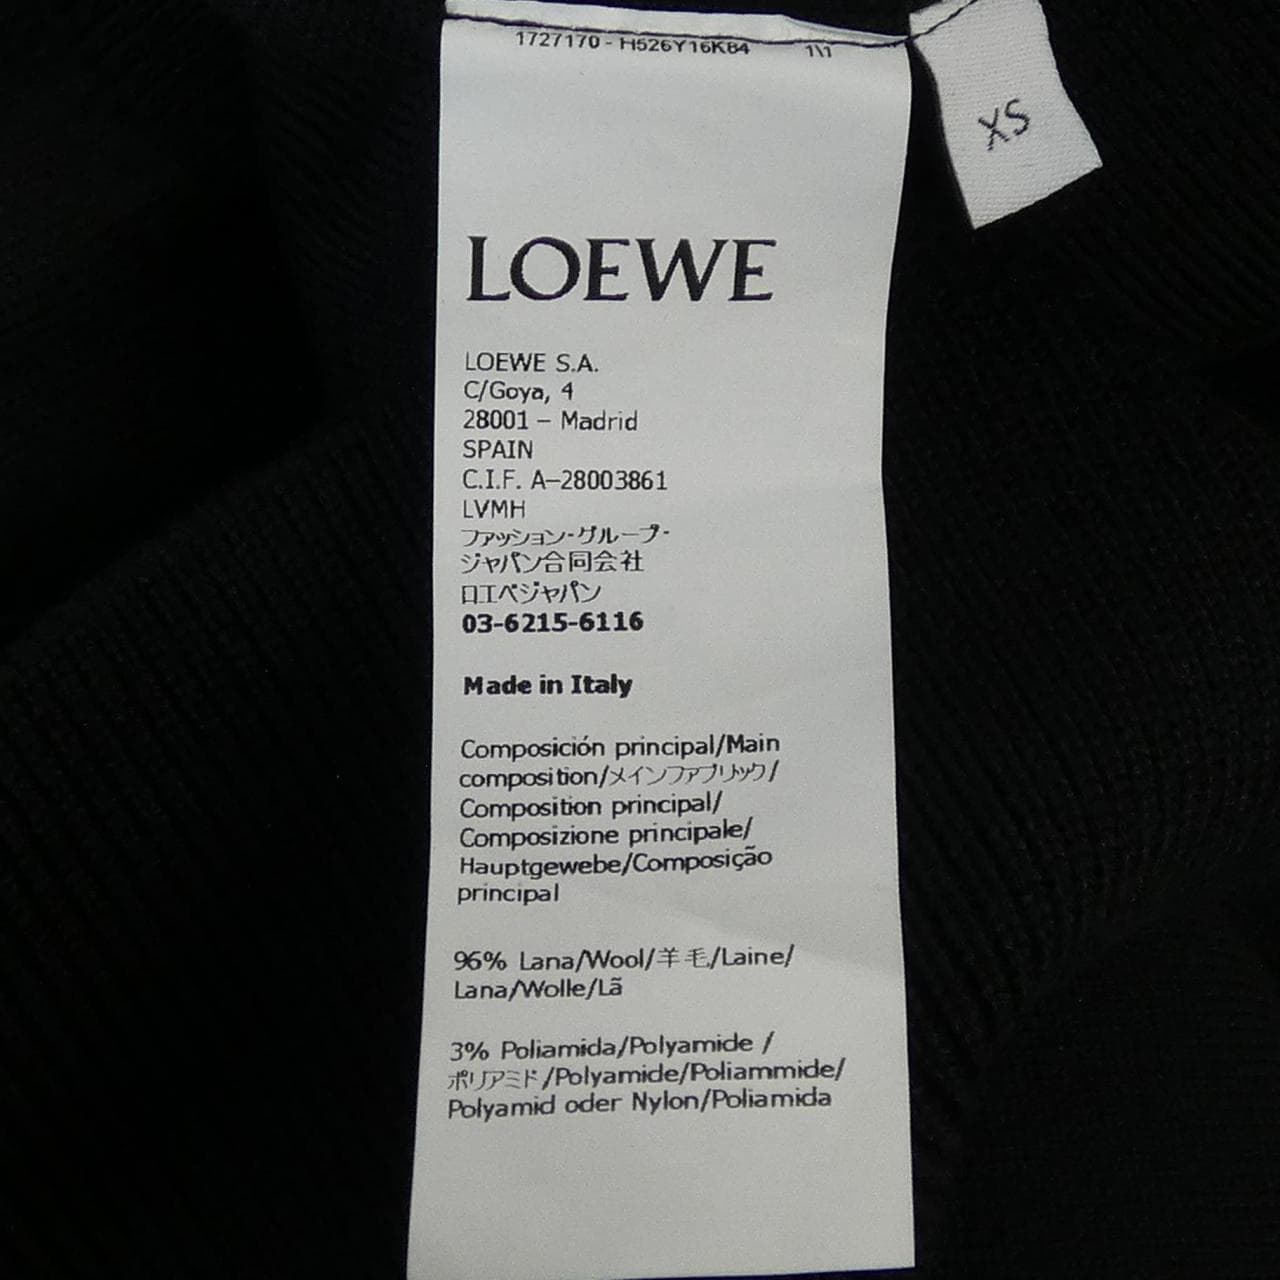 1727170 - H526Y16K84 1\1
XS
LOEWE
LOEWE S.A.
C/Goya, 4
28001 – Madrid
SPAIN
C.I.F. A–28003861
LVMH
ファッション・グループ・
ジャパン合同会社
ロエベジャパン
03-6215-6116
Made in Italy
Composición principal/Main
composition/メインファブリック/
Composition principal/
Composizione principale/
Hauptgewebe/Composição
principal
96% Lana/Wool/羊毛/Laine/
Lana/Wolle/Lã
3% Poliamida/Polyamide /
ポリアミド/Polyamide/Poliammide/
Polyamid oder Nylon/Poliamida